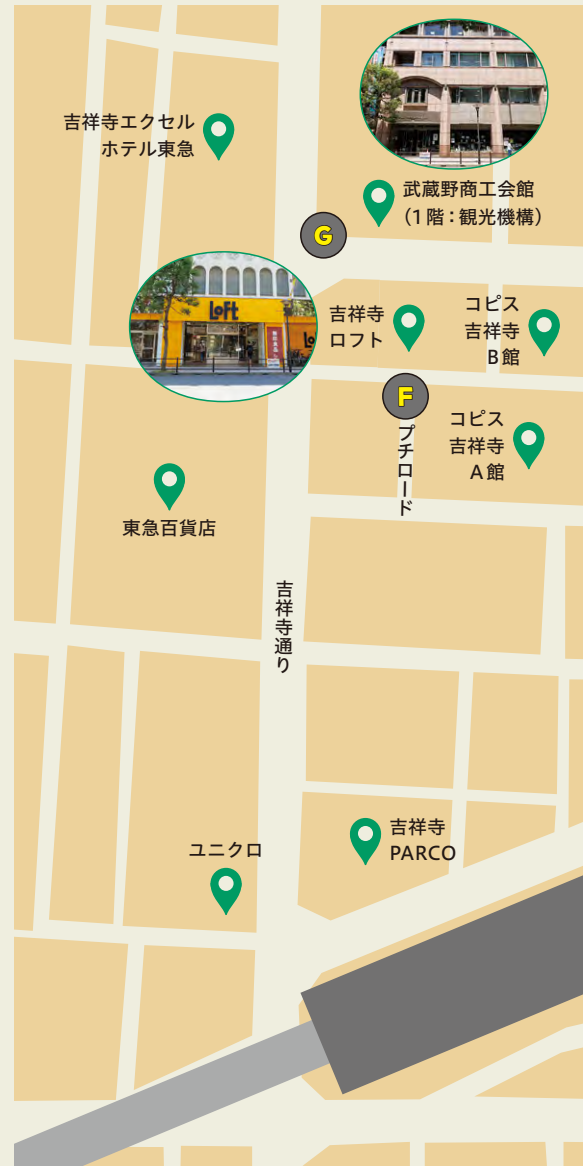 吉祥寺エクセル
ホテル東急
武蔵野商工会館
(1階:観光機構)
G
Loft
吉祥寺
ロフト
コピス
吉祥寺
B館
F
プチロード
コピス
吉祥寺
A館
東急百貨店
吉祥寺通り
ユニクロ
吉祥寺
PARCO